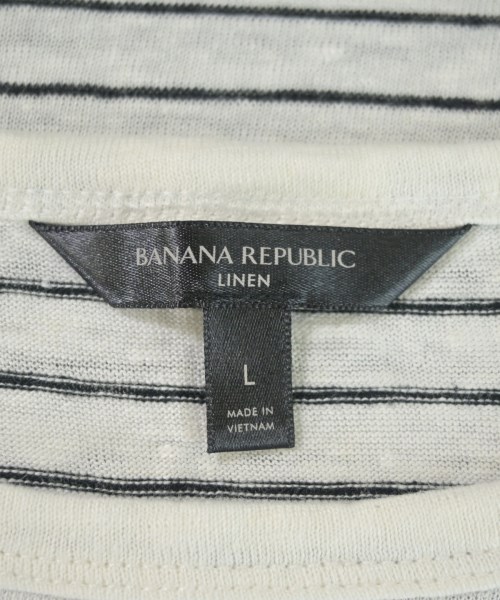 BANANA REPUBLIC
LINEN
L
MADE IN
VIETNAM